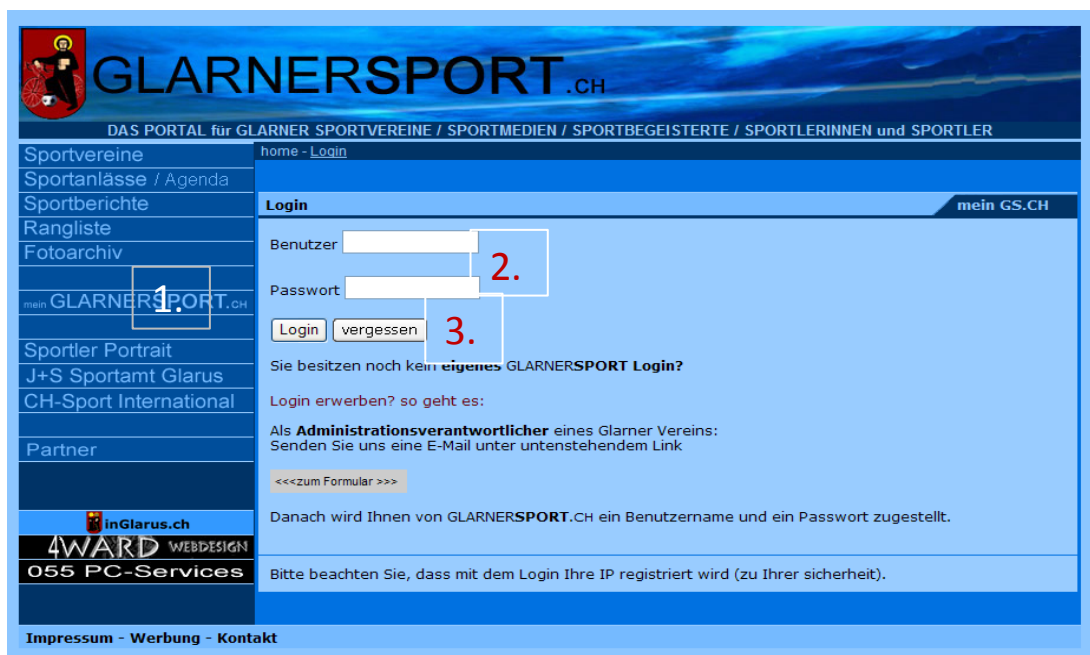 GLARNERSPORT.CH
DAS PORTAL für GLARNER SPORTVEREINE / SPORTMEDIEN / SPORTBEGEISTERTE / SPORTLERINNEN und SPORTLER
Sportvereine
Sportanlässe / Agenda
Sportberichte
Rangliste
Fotoarchiv
1.
mein GLARNERSPORT.CH
Sportler Portrait
J+S Sportamt Glarus
CH-Sport International
Partner
inGlarus.ch
4WARD WEBDESIGN
055 PC-Services
home - Login
Login
mein GS.CH
Benutzer
2.
Passwort
Login vergessen
3.
Sie besitzen noch kein eigenes GLARNERSPORT Login?
Login erwerben? so geht es:
Als Administrationsverantwortlicher eines Glarner Vereins:
Senden Sie uns eine E-Mail unter untenstehendem Link
<<<zum Formular >>>
Danach wird Ihnen von GLARNERSPORT.CH ein Benutzername und ein Passwort zugestellt.
Bitte beachten Sie, dass mit dem Login Ihre IP registriert wird (zu Ihrer sicherheit).
Impressum - Werbung - Kontakt